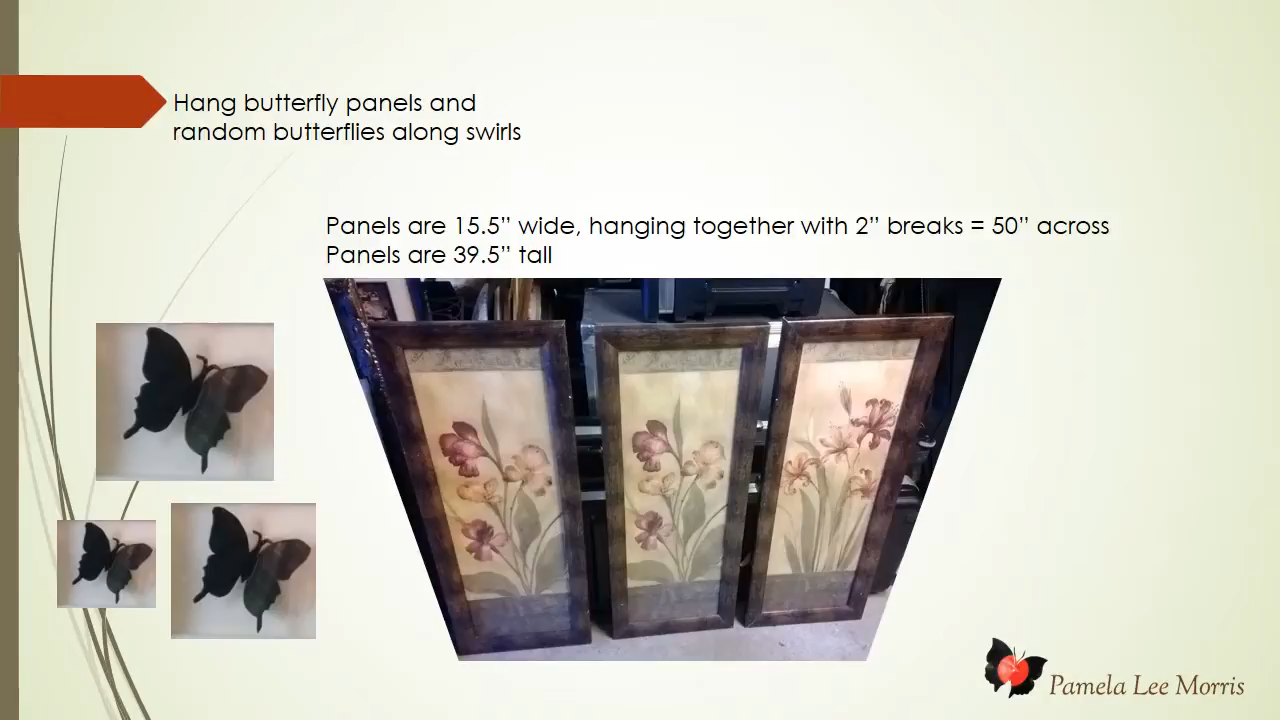 Hang butterfly panels and
random butterflies along swirls
Panels are 15.5” wide, hanging together with 2” breaks = 50” across
Panels are 39.5” tall
Pamela Lee Morris